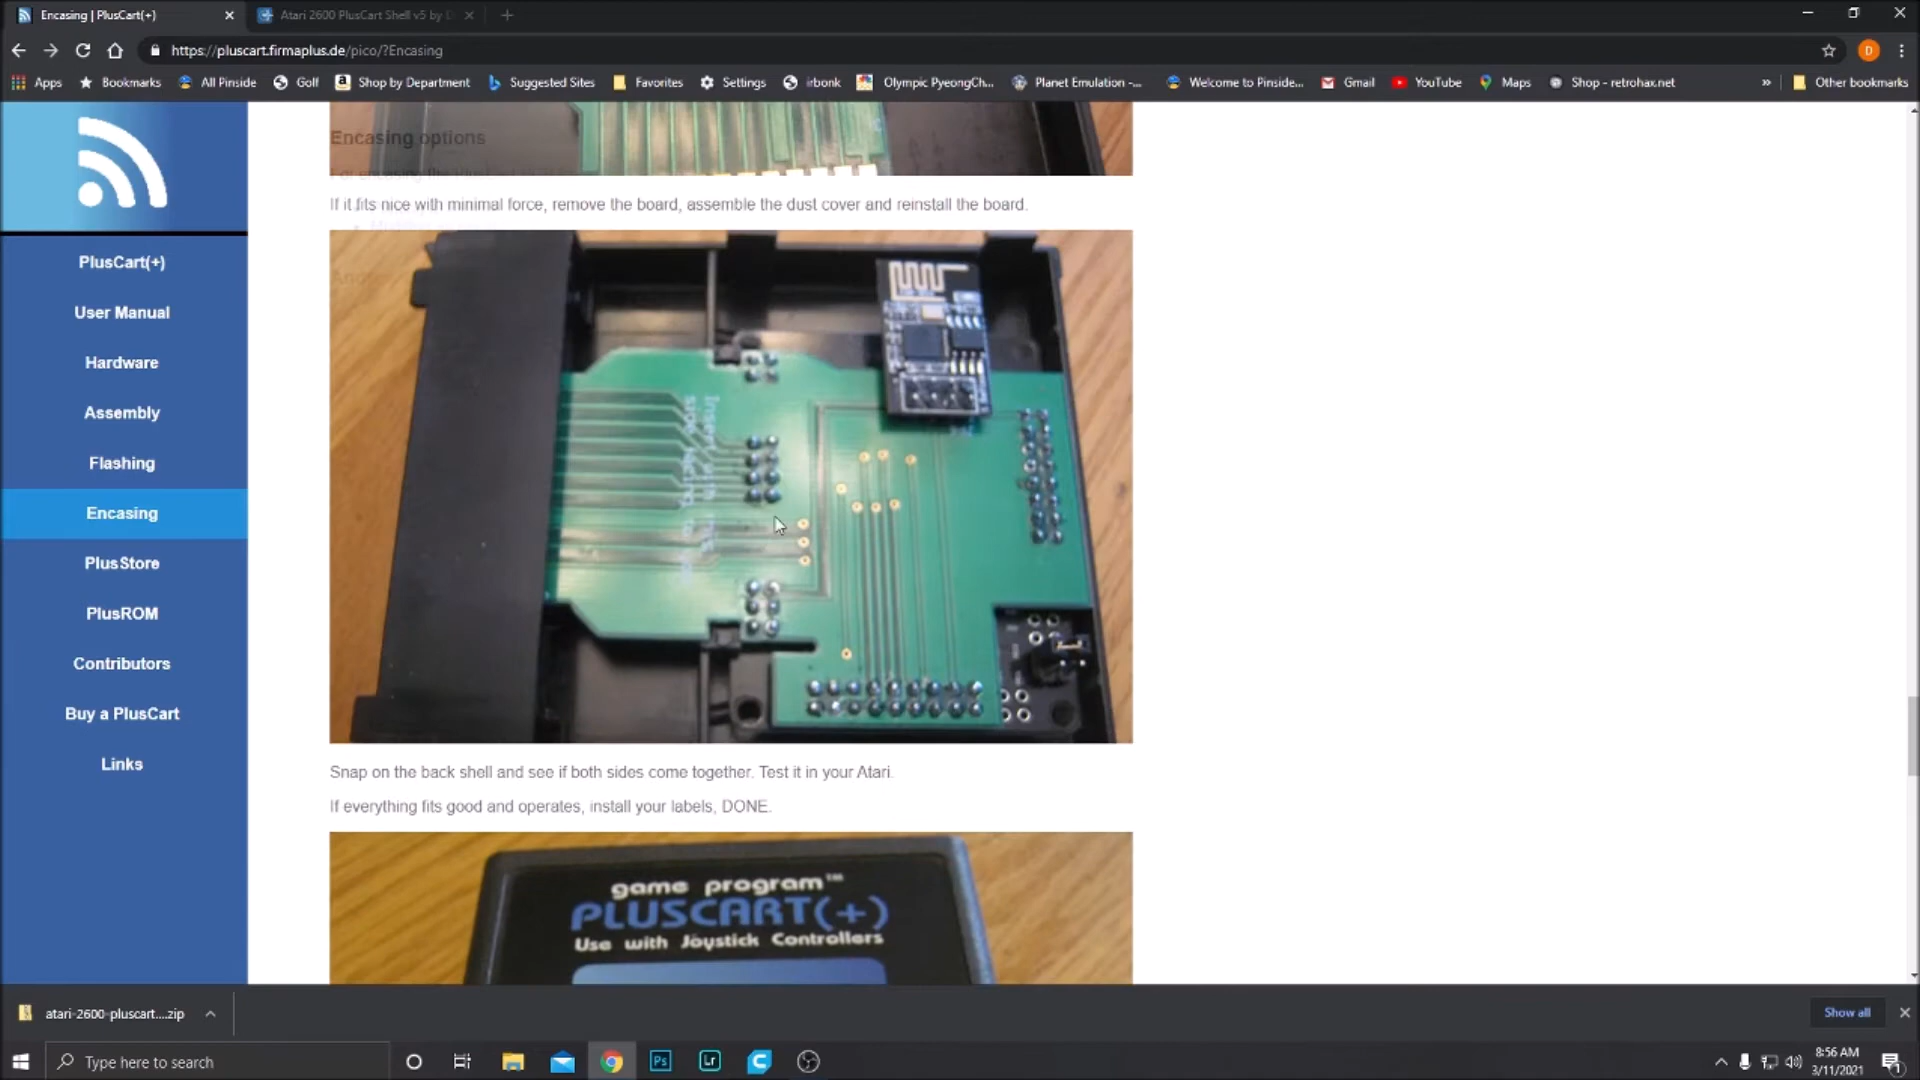 Encasing | PlusCart(+)
Atari 2600 PlusCart Shell v5 by D
https://pluscart.firmaplus.de/pico/?Encasing
D
Apps
Bookmarks
All Pinside
Golf
Shop by Department
Suggested Sites
Favorites
Settings
irbonk
Olympic PyeongCh...
Planet Emulation -...
Welcome to Pinside...
Gmail
YouTube
Maps
Shop - retrohax.net
»
Other bookmarks
PlusCart(+)
User Manual
Hardware
Assembly
Flashing
Encasing
PlusStore
PlusROM
Contributors
Buy a PlusCart
Links
Encasing options
If it fits nice with minimal force, remove the board, assemble the dust cover and reinstall the board.
Snap on the back shell and see if both sides come together. Test it in your Atari.
If everything fits good and operates, install your labels, DONE.
game program™
PLUSCART(+)
Use with Joystick Controllers
atari-2600-pluscart....zip
Show all
Type here to search
Ps
Lr
8:56 AM
3/11/2021
1